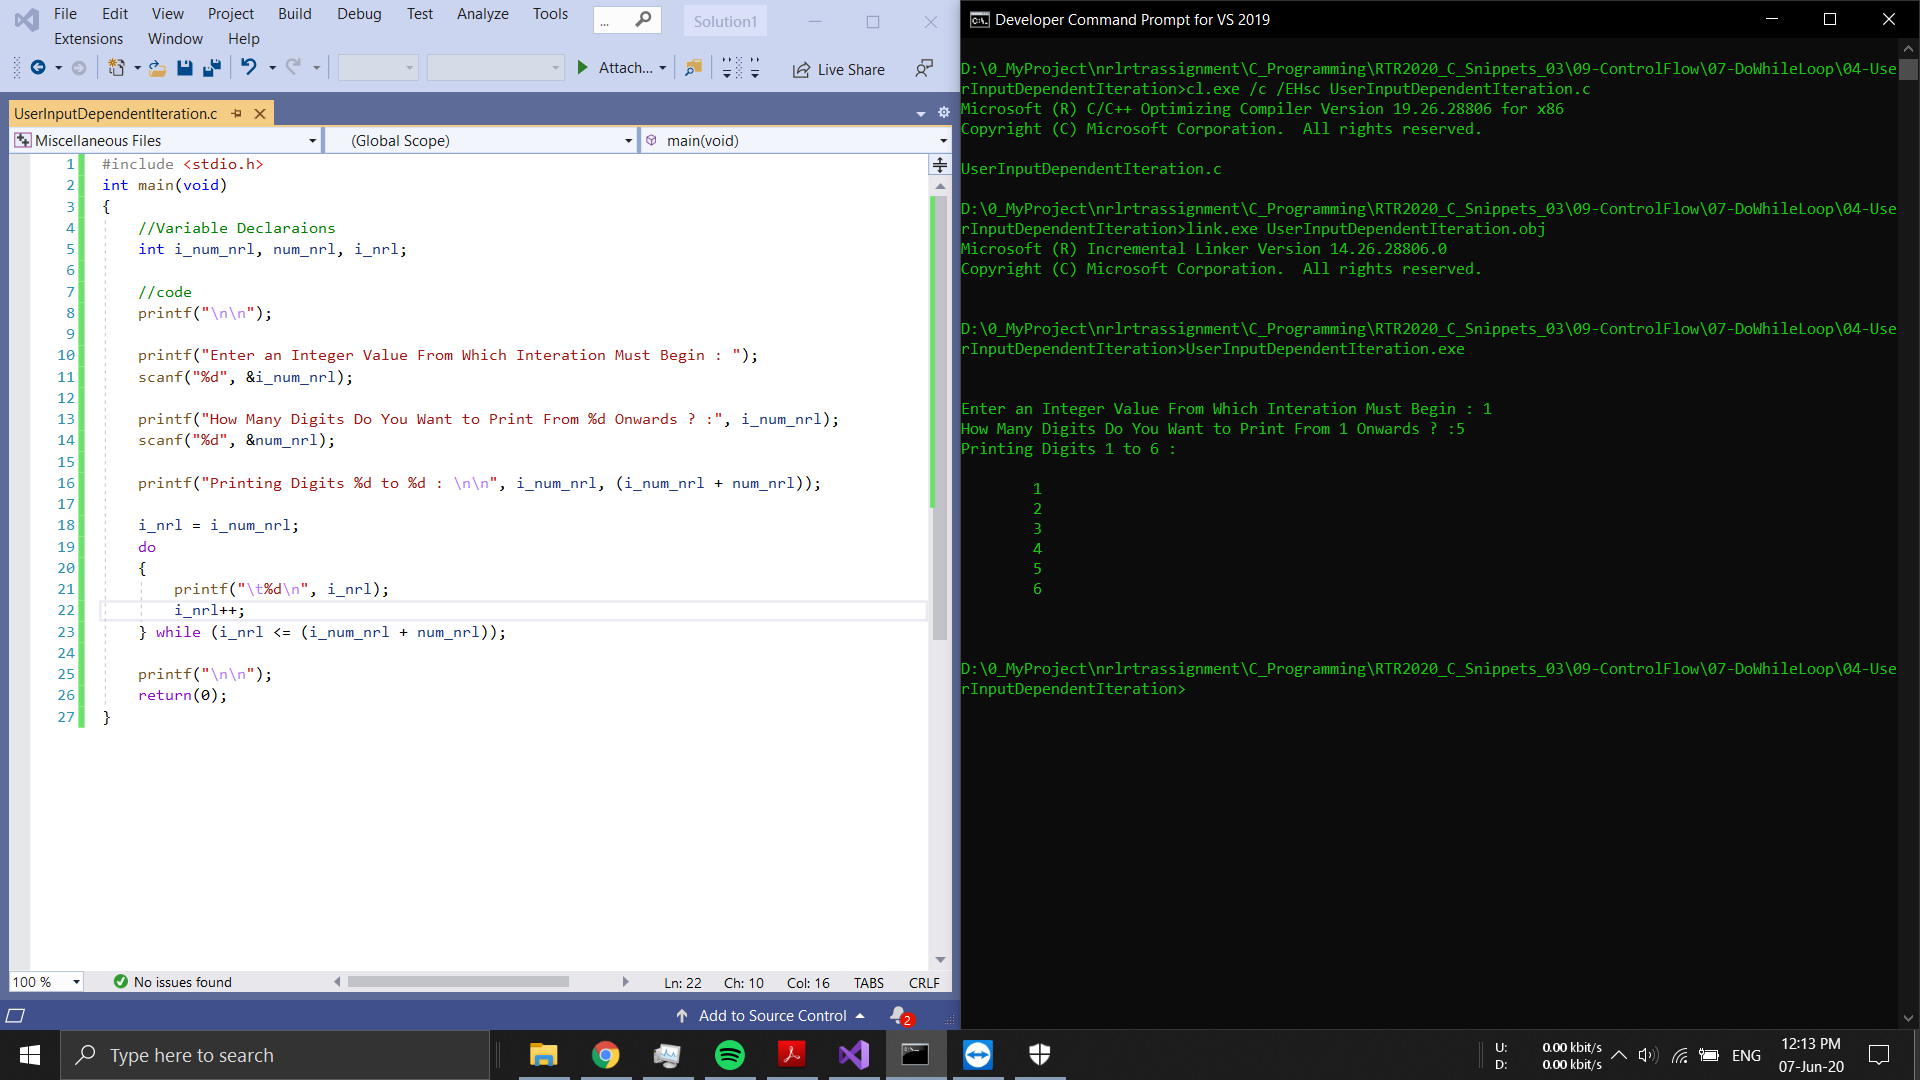 File Edit View Project Build Debug Test Analyze Tools ... Solution1
Extensions Window Help
Attach... Live Share
UserInputDependentIteration.c
Miscellaneous Files (Global Scope) main(void)
1 #include <stdio.h>
2 int main(void)
3 {
4 //Variable Declaraions
5 int i_num_nrl, num_nrl, i_nrl;
6
7 //code
8 printf("\n\n");
9
10 printf("Enter an Integer Value From Which Interation Must Begin : ");
11 scanf("%d", &i_num_nrl);
12
13 printf("How Many Digits Do You Want to Print From %d Onwards ? :", i_num_nrl);
14 scanf("%d", &num_nrl);
15
16 printf("Printing Digits %d to %d : \n\n", i_num_nrl, (i_num_nrl + num_nrl));
17
18 i_nrl = i_num_nrl;
19 do
20 {
21 printf("\t%d\n", i_nrl);
22 i_nrl++;
23 } while (i_nrl <= (i_num_nrl + num_nrl));
24
25 printf("\n\n");
26 return(0);
27 }
100 % No issues found Ln: 22 Ch: 10 Col: 16 TABS CRLF
Add to Source Control 2
Developer Command Prompt for VS 2019
D:\0_MyProject\nrlrtrassignment\C_Programming\RTR2020_C_Snippets_03\09-ControlFlow\07-DoWhileLoop\04-Use
rInputDependentIteration>cl.exe /c /EHsc UserInputDependentIteration.c
Microsoft (R) C/C++ Optimizing Compiler Version 19.26.28806 for x86
Copyright (C) Microsoft Corporation.  All rights reserved.
UserInputDependentIteration.c
D:\0_MyProject\nrlrtrassignment\C_Programming\RTR2020_C_Snippets_03\09-ControlFlow\07-DoWhileLoop\04-Use
rInputDependentIteration>link.exe UserInputDependentIteration.obj
Microsoft (R) Incremental Linker Version 14.26.28806.0
Copyright (C) Microsoft Corporation.  All rights reserved.
D:\0_MyProject\nrlrtrassignment\C_Programming\RTR2020_C_Snippets_03\09-ControlFlow\07-DoWhileLoop\04-Use
rInputDependentIteration>UserInputDependentIteration.exe
Enter an Integer Value From Which Interation Must Begin : 1
How Many Digits Do You Want to Print From 1 Onwards ? :5
Printing Digits 1 to 6 :
1
2
3
4
5
6
D:\0_MyProject\nrlrtrassignment\C_Programming\RTR2020_C_Snippets_03\09-ControlFlow\07-DoWhileLoop\04-Use
rInputDependentIteration>
Type here to search
U: 0.00 kbit/s
D: 0.00 kbit/s
ENG
12:13 PM
07-Jun-20